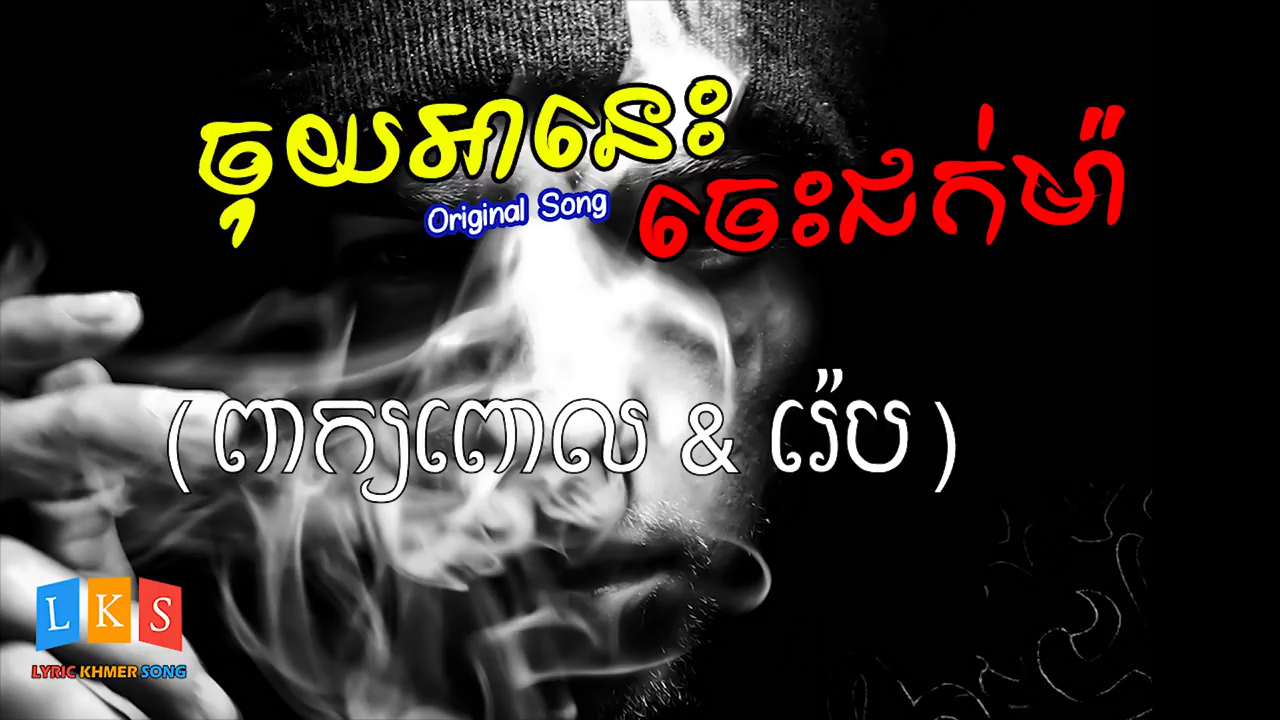 ចុយអានេះ
ចេះដក់ម៉ា
Original Song
(ពាក្យពោល & រ៉េប)
LKS
LYRIC KHMER SONG